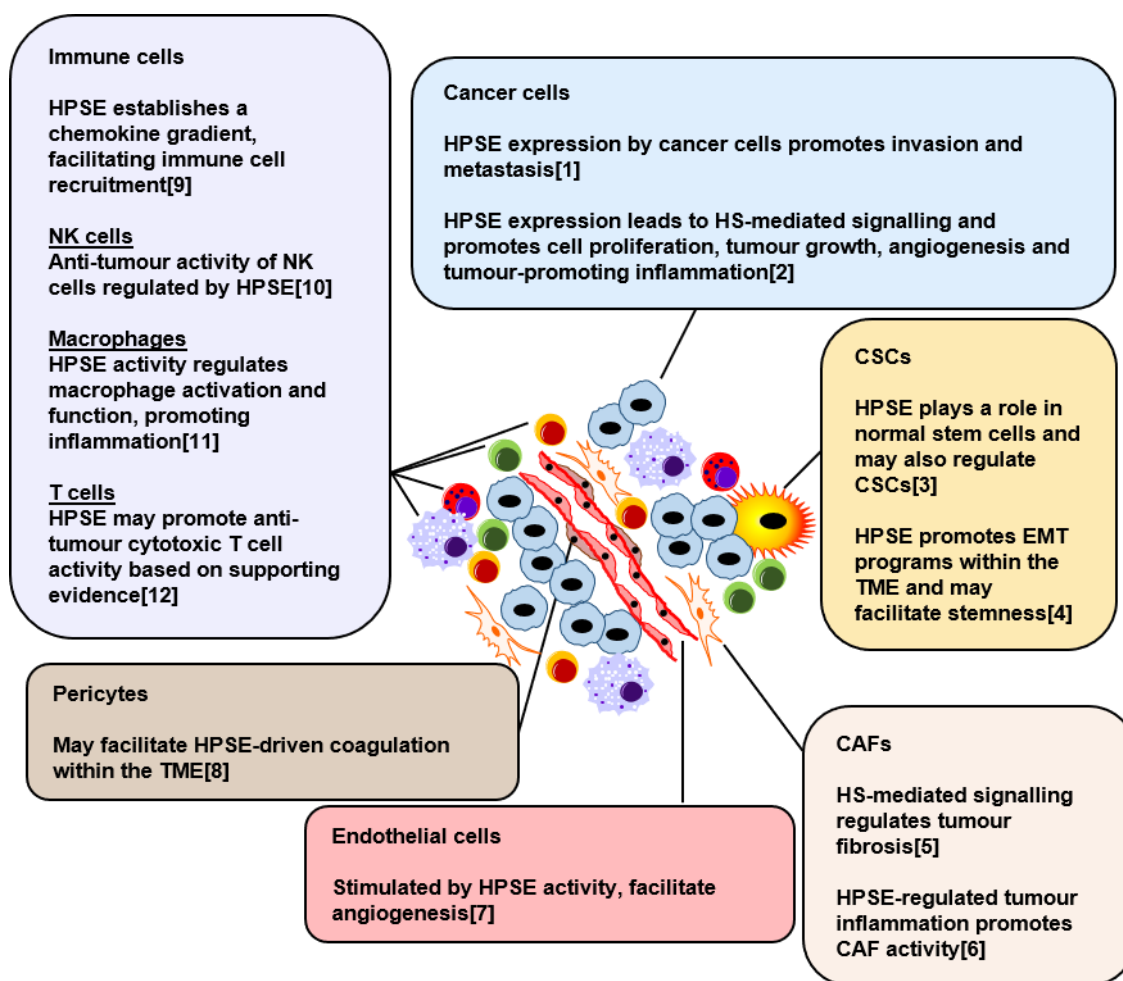 Immune cells
HPSE establishes a
chemokine gradient,
facilitating immune cell
recruitment[9]
NK cells
Anti-tumour activity of NK
cells regulated by HPSE[10]
Macrophages
HPSE activity regulates
macrophage activation and
function, promoting
inflammation[11]
T cells
HPSE may promote anti-
tumour cytotoxic T cell
activity based on supporting
evidence[12]
Cancer cells
HPSE expression by cancer cells promotes invasion and
metastasis[1]
HPSE expression leads to HS-mediated signalling and
promotes cell proliferation, tumour growth, angiogenesis and
tumour-promoting inflammation[2]
CSCs
HPSE plays a role in
normal stem cells and
may also regulate
CSCs[3]
HPSE promotes EMT
programs within the
TME and may
facilitate stemness[4]
Pericytes
May facilitate HPSE-driven coagulation
within the TME[8]
Endothelial cells
Stimulated by HPSE activity, facilitate
angiogenesis[7]
CAFs
HS-mediated signalling
regulates tumour
fibrosis[5]
HPSE-regulated tumour
inflammation promotes
CAF activity[6]